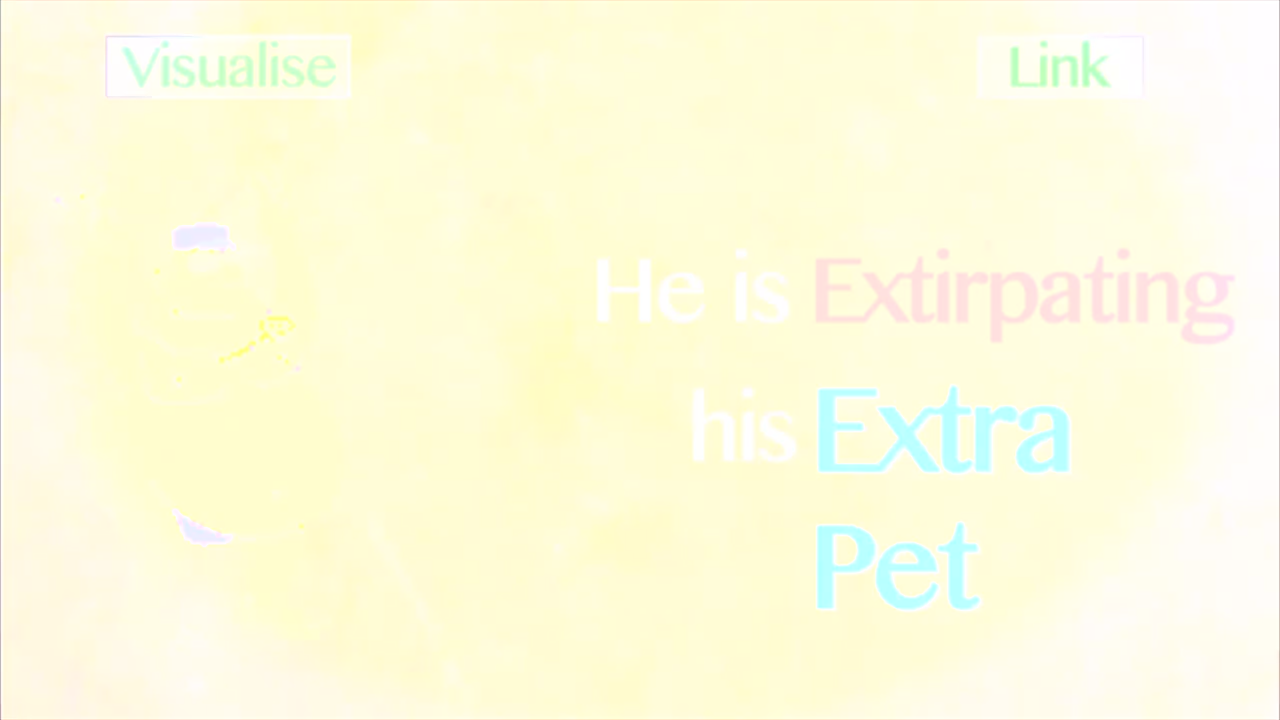 Visualise
Link
He is Extirpating
his Extra
Pet